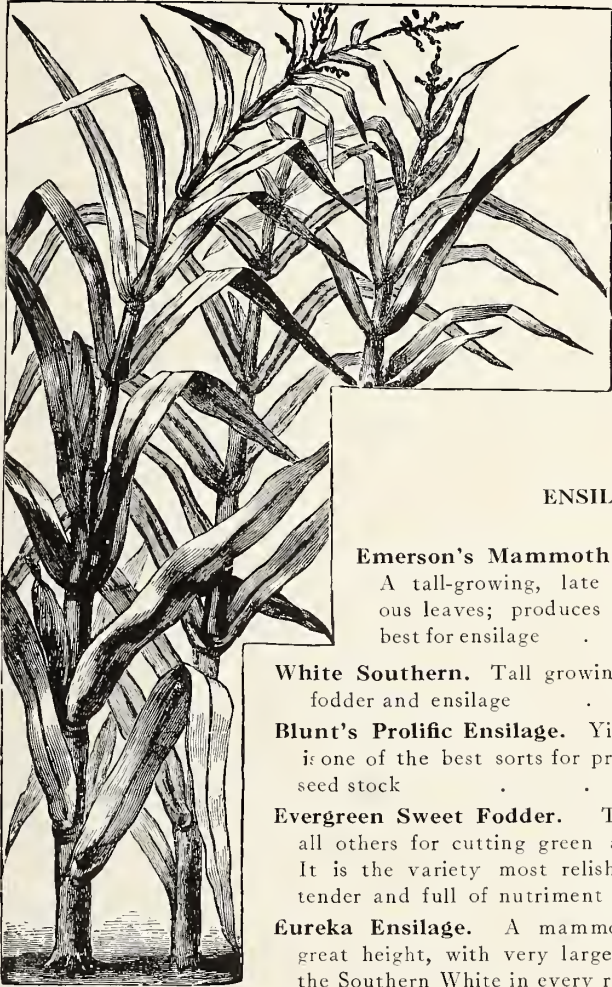 ENSIL
Emerson's Mammoth
A tall-growing, late
ous leaves; produces
best for ensilage .
White Southern. Tall growin
fodder and ensilage .
Blunt's Prolific Ensilage. Yi
is one of the best sorts for pr
seed stock . .
Evergreen Sweet Fodder. T
all others for cutting green a
It is the variety most relish
tender and full of nutriment
Eureka Ensilage. A mammo
great height, with very large
the Southern White in every r